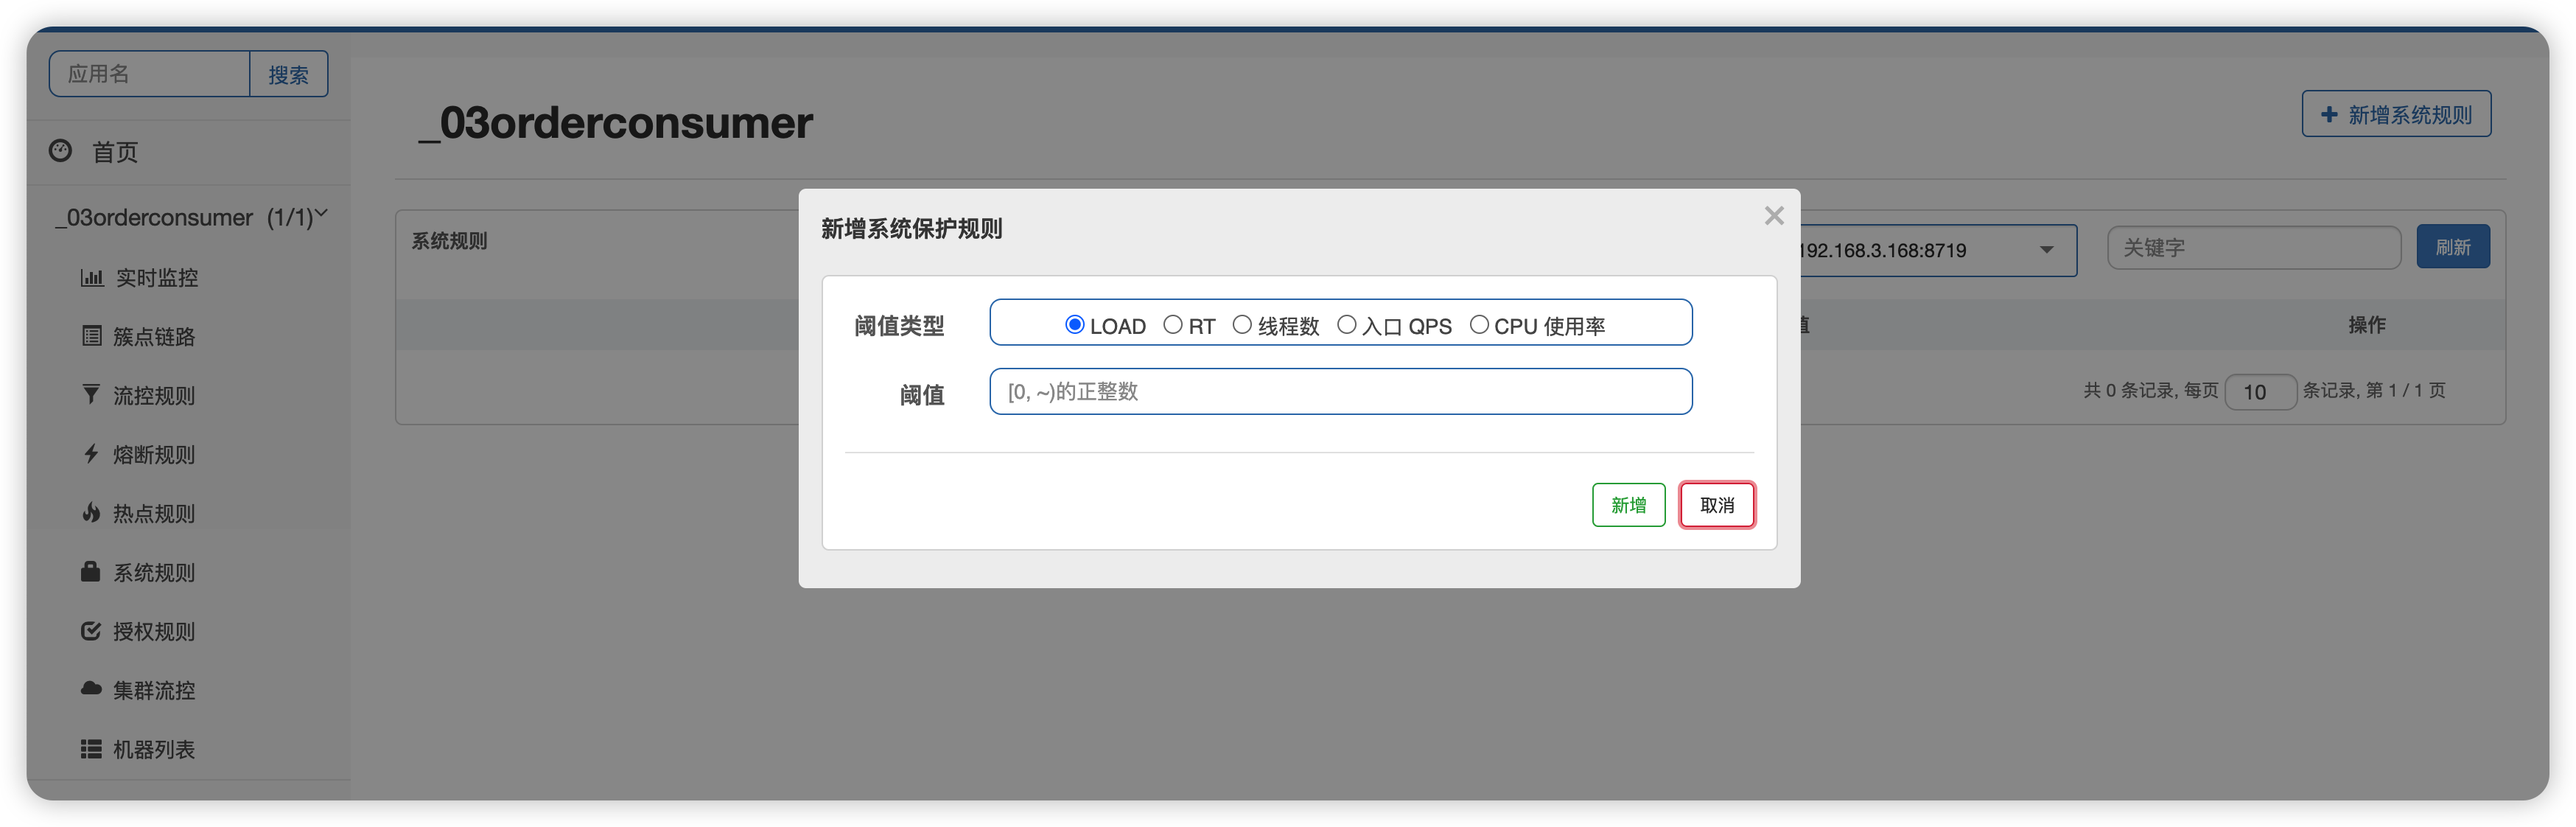 应用名 搜索
首页
_03orderconsumer (1/1)
实时监控
簇点链路
流控规则
熔断规则
热点规则
系统规则
授权规则
集群流控
机器列表
_03orderconsumer
新增系统规则
系统规则
192.168.3.168:8719
关键字
刷新
操作
共 0 条记录, 每页 10 条记录, 第 1 / 1 页
新增系统保护规则
阈值类型
LOAD RT 线程数 入口 QPS CPU 使用率
阈值
[0, ~)的正整数
新增
取消